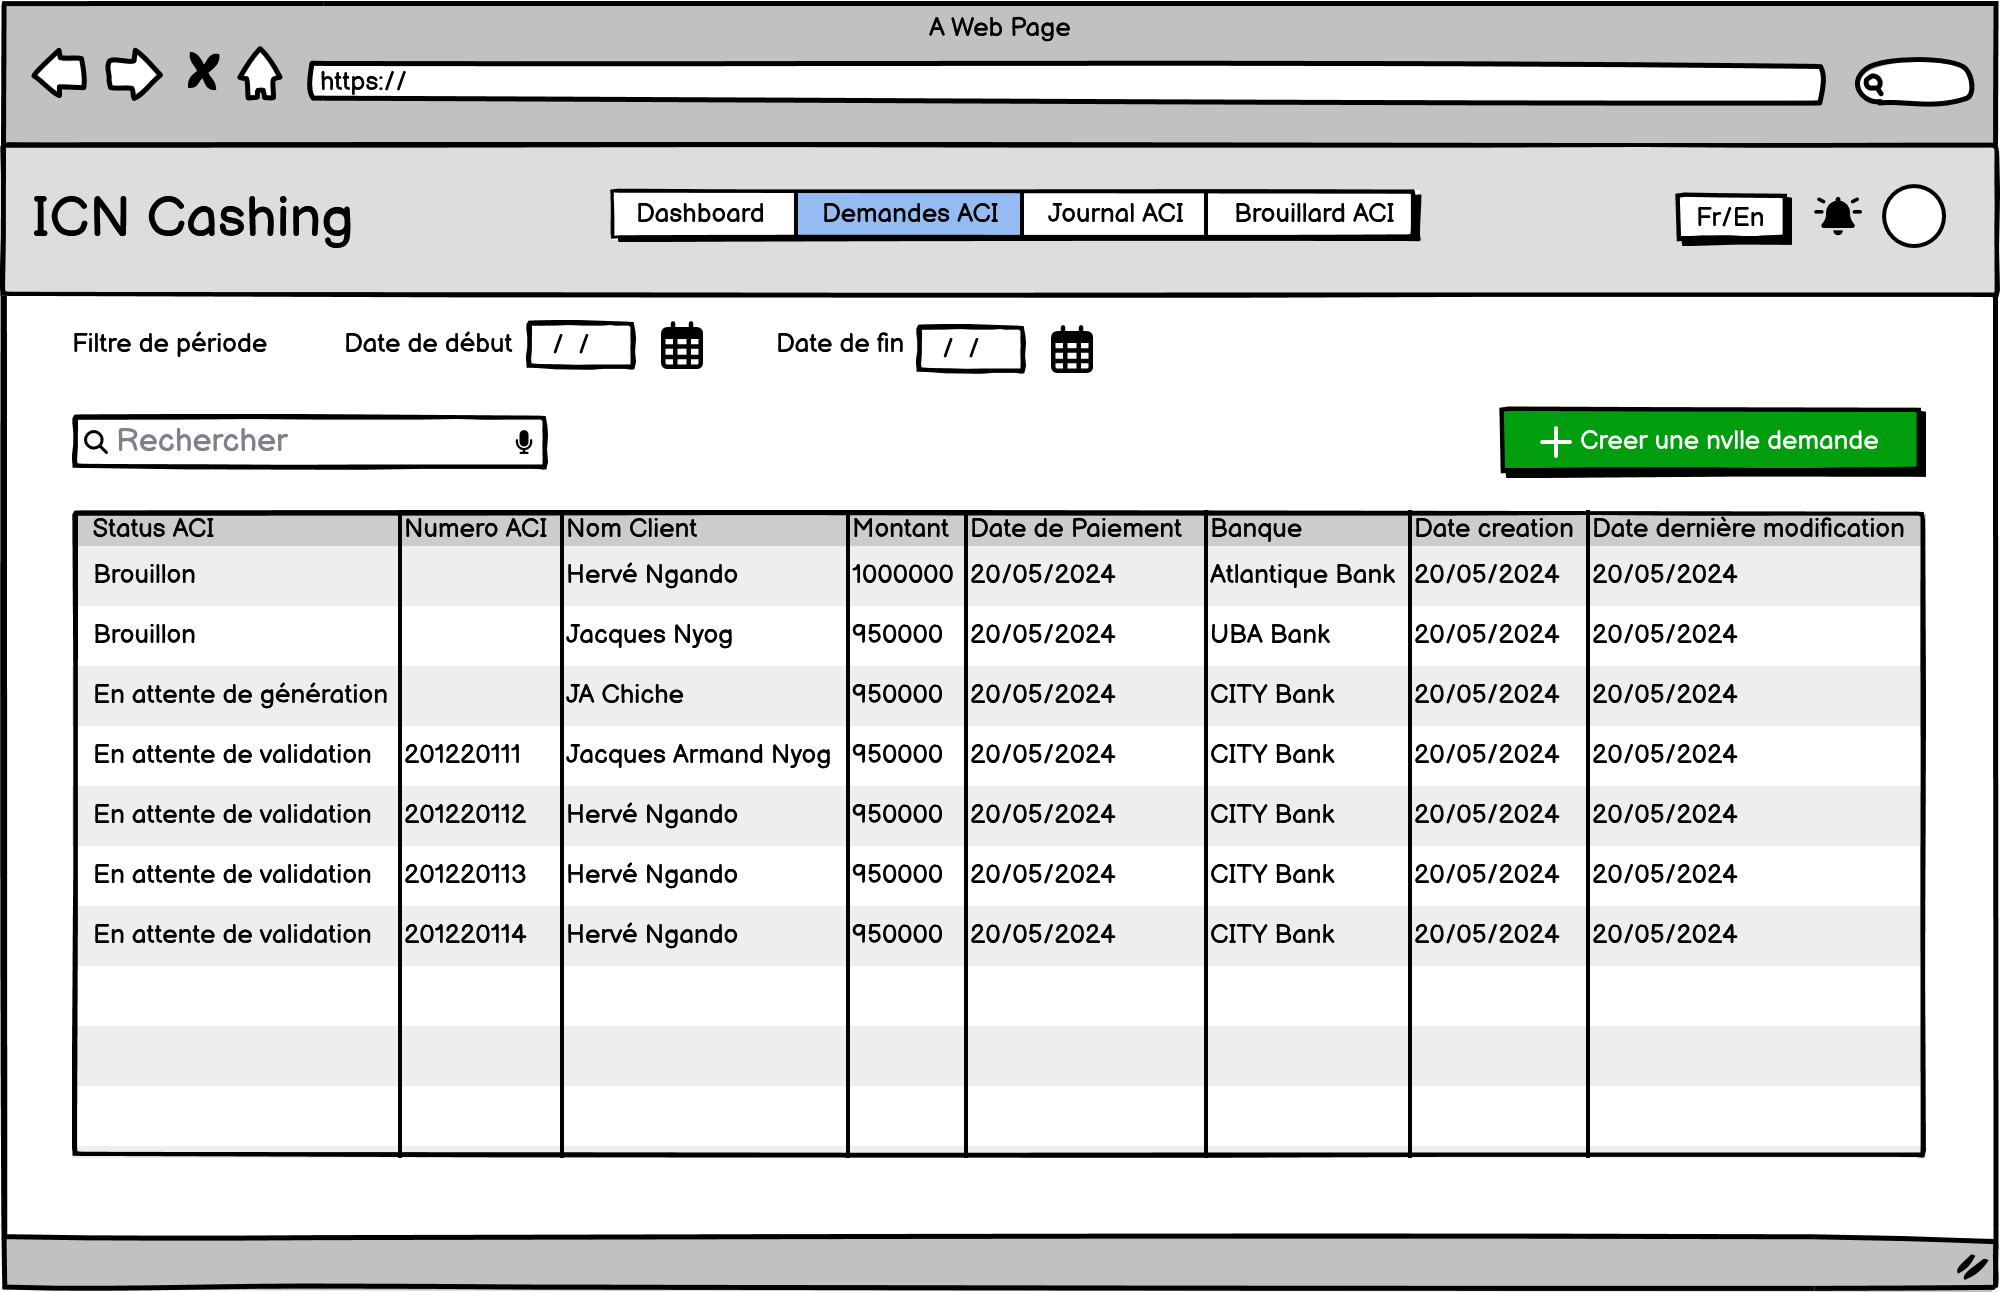 A Web Page
https://
ICN Cashing
Dashboard Demandes ACI Journal ACI Brouillard ACI
Fr/En
Filtre de période Date de début / / Date de fin / /
Rechercher
+ Creer une nvlle demande
Status ACI Numero ACI Nom Client Montant Date de Paiement Banque Date creation Date dernière modification
Brouillon Hervé Ngando 1000000 20/05/2024 Atlantique Bank 20/05/2024 20/05/2024
Brouillon Jacques Nyog 950000 20/05/2024 UBA Bank 20/05/2024 20/05/2024
En attente de génération JA Chiche 950000 20/05/2024 CITY Bank 20/05/2024 20/05/2024
En attente de validation 201220111 Jacques Armand Nyog 950000 20/05/2024 CITY Bank 20/05/2024 20/05/2024
En attente de validation 201220112 Hervé Ngando 950000 20/05/2024 CITY Bank 20/05/2024 20/05/2024
En attente de validation 201220113 Hervé Ngando 950000 20/05/2024 CITY Bank 20/05/2024 20/05/2024
En attente de validation 201220114 Hervé Ngando 950000 20/05/2024 CITY Bank 20/05/2024 20/05/2024